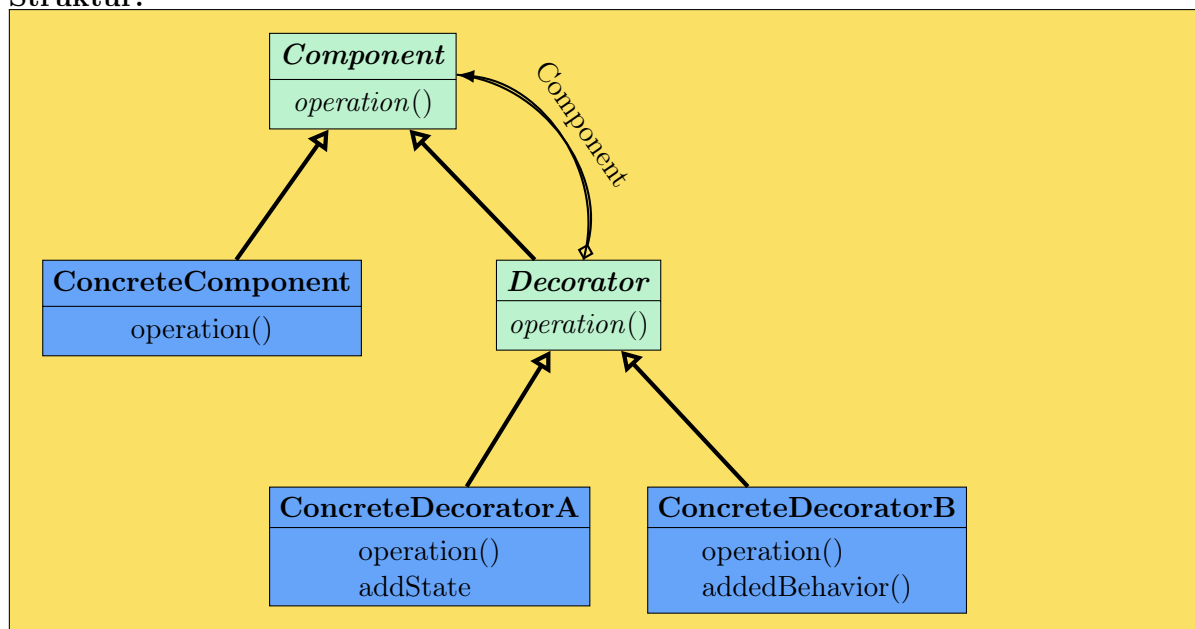 Struktur:
Component
operation()
Component
ConcreteComponent
operation()
Decorator
operation()
ConcreteDecoratorA
operation()
addState
ConcreteDecoratorB
operation()
addedBehavior()